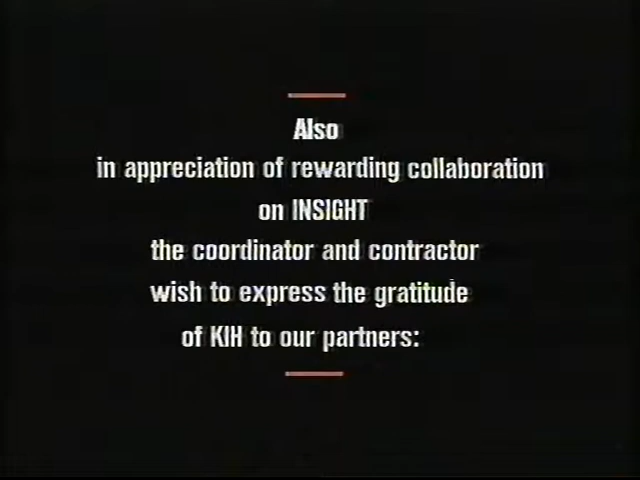 Also
in appreciation of rewarding collaboration
on INSIGHT
the coordinator and contractor
wish to express the gratitude
of KIH to our partners: